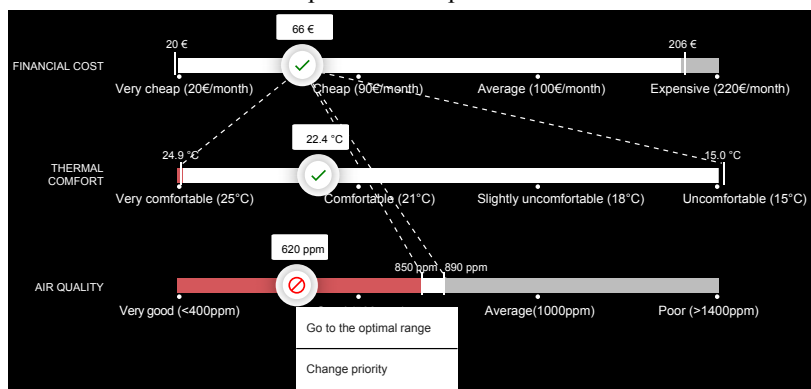 66 €
20 €
206 €
FINANCIAL COST
Very cheap (20€/month)
Cheap (90€/month)
Average (100€/month)
Expensive (220€/month)
22.4 °C
24.9 °C
15.0 °C
THERMAL
COMFORT
Very comfortable (25°C)
Comfortable (21°C)
Slightly uncomfortable (18°C)
Uncomfortable (15°C)
620 ppm
850 ppm
890 ppm
AIR QUALITY
Very good (<400ppm)
Average(1000ppm)
Poor (>1400ppm)
Go to the optimal range
Change priority